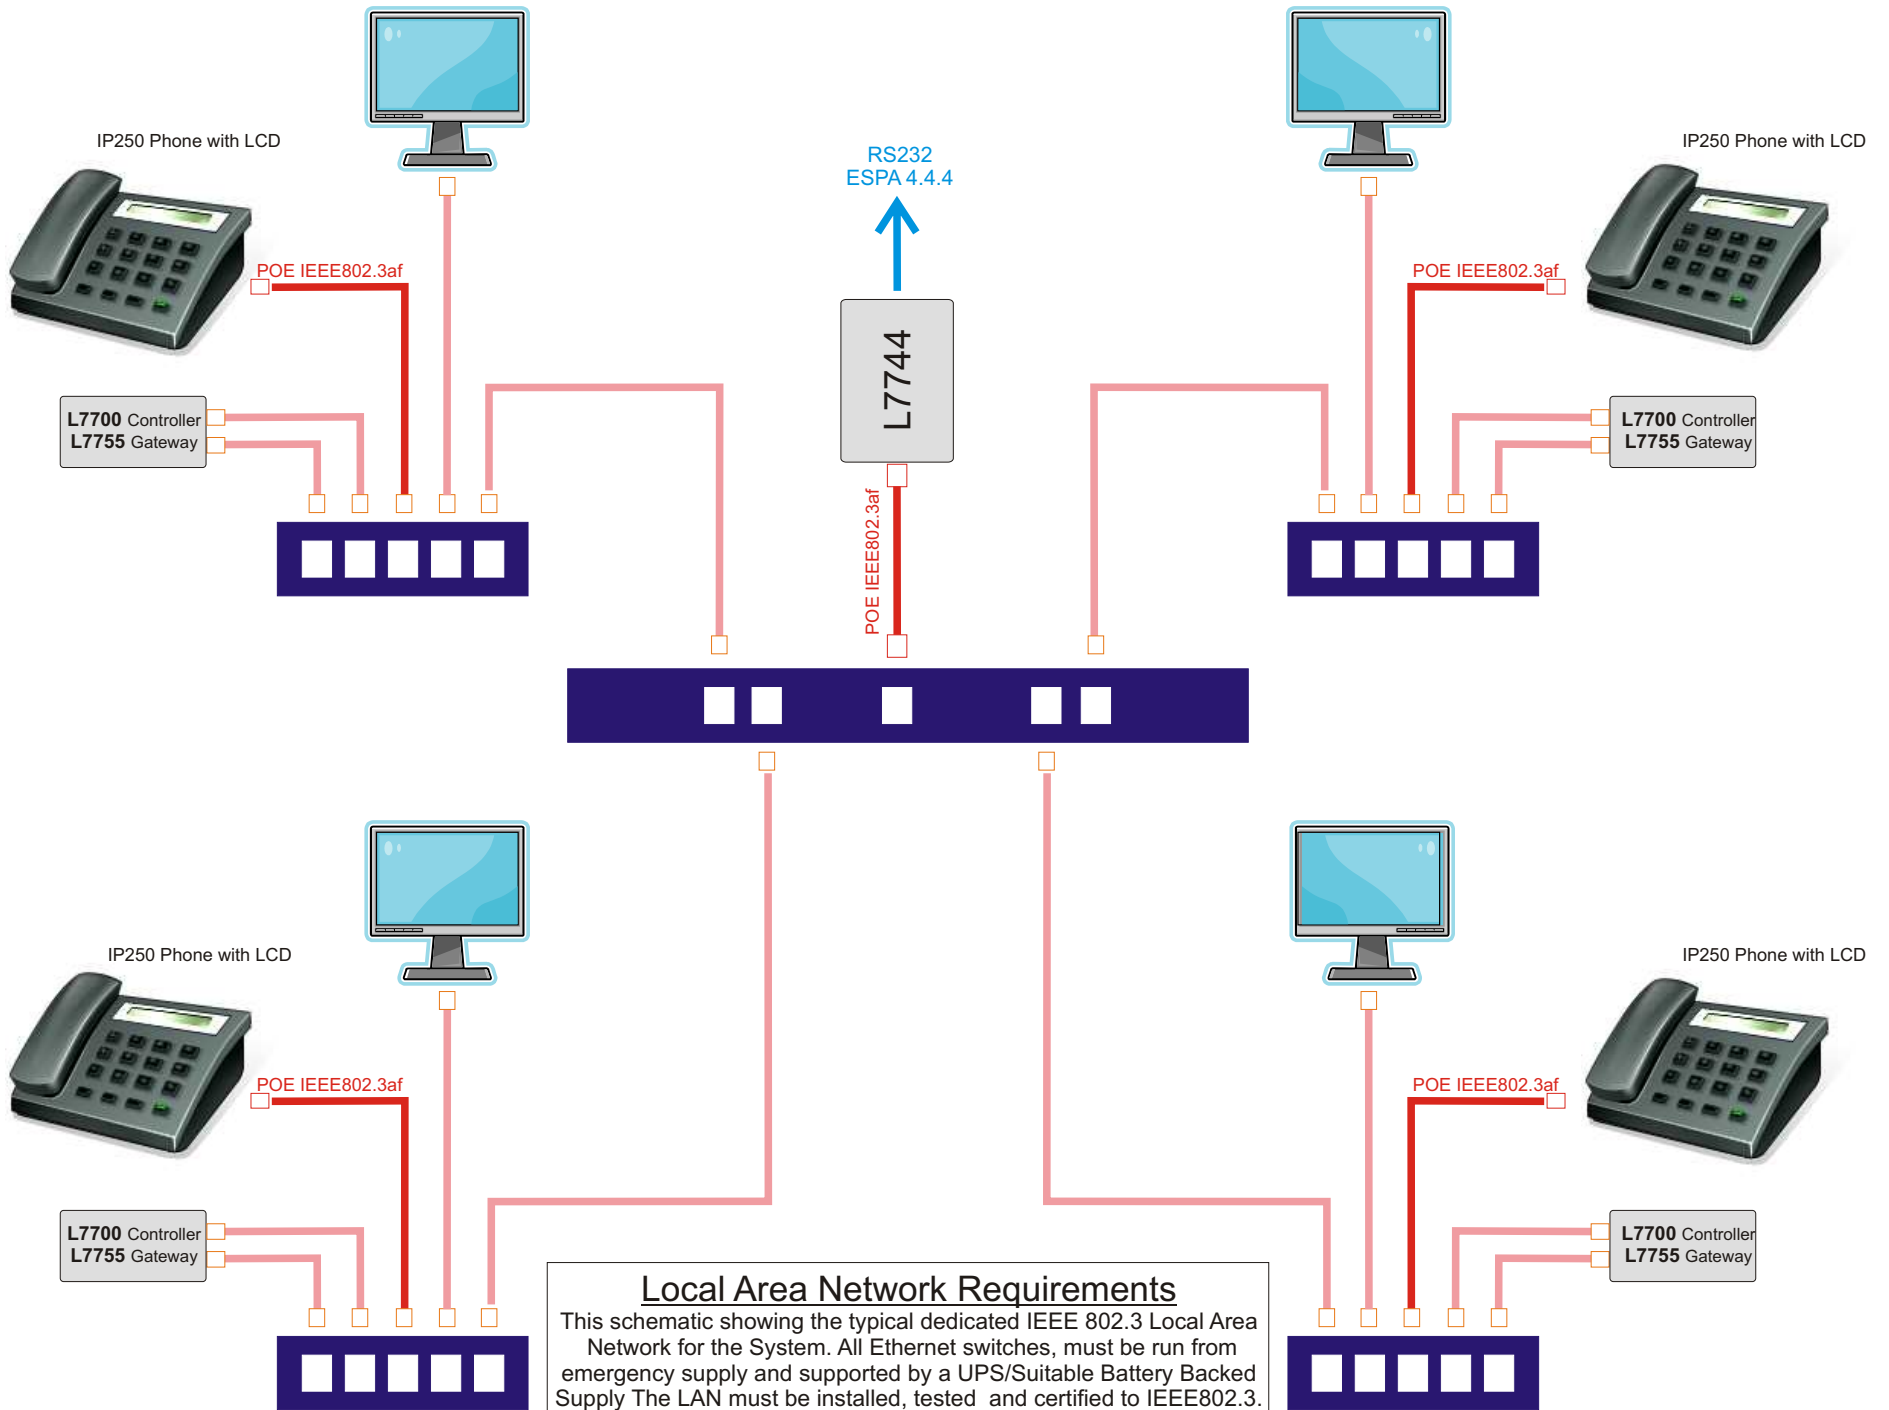 IP250 Phone with LCD
IP250 Phone with LCD
RS232
ESPA 4.4.4
POE IEEE802.3af
POE IEEE802.3af
L7744
L7700 Controller
L7755 Gateway
L7700 Controller
L7755 Gateway
POE IEEE802.3af
IP250 Phone with LCD
IP250 Phone with LCD
POE IEEE802.3af
POE IEEE802.3af
L7700 Controller
L7755 Gateway
L7700 Controller
L7755 Gateway
Local Area Network Requirements
This schematic showing the typical dedicated IEEE 802.3 Local Area
Network for the System. All Ethernet switches, must be run from
emergency supply and supported by a UPS/Suitable Battery Backed
Supply The LAN must be installed, tested and certified to IEEE802.3.